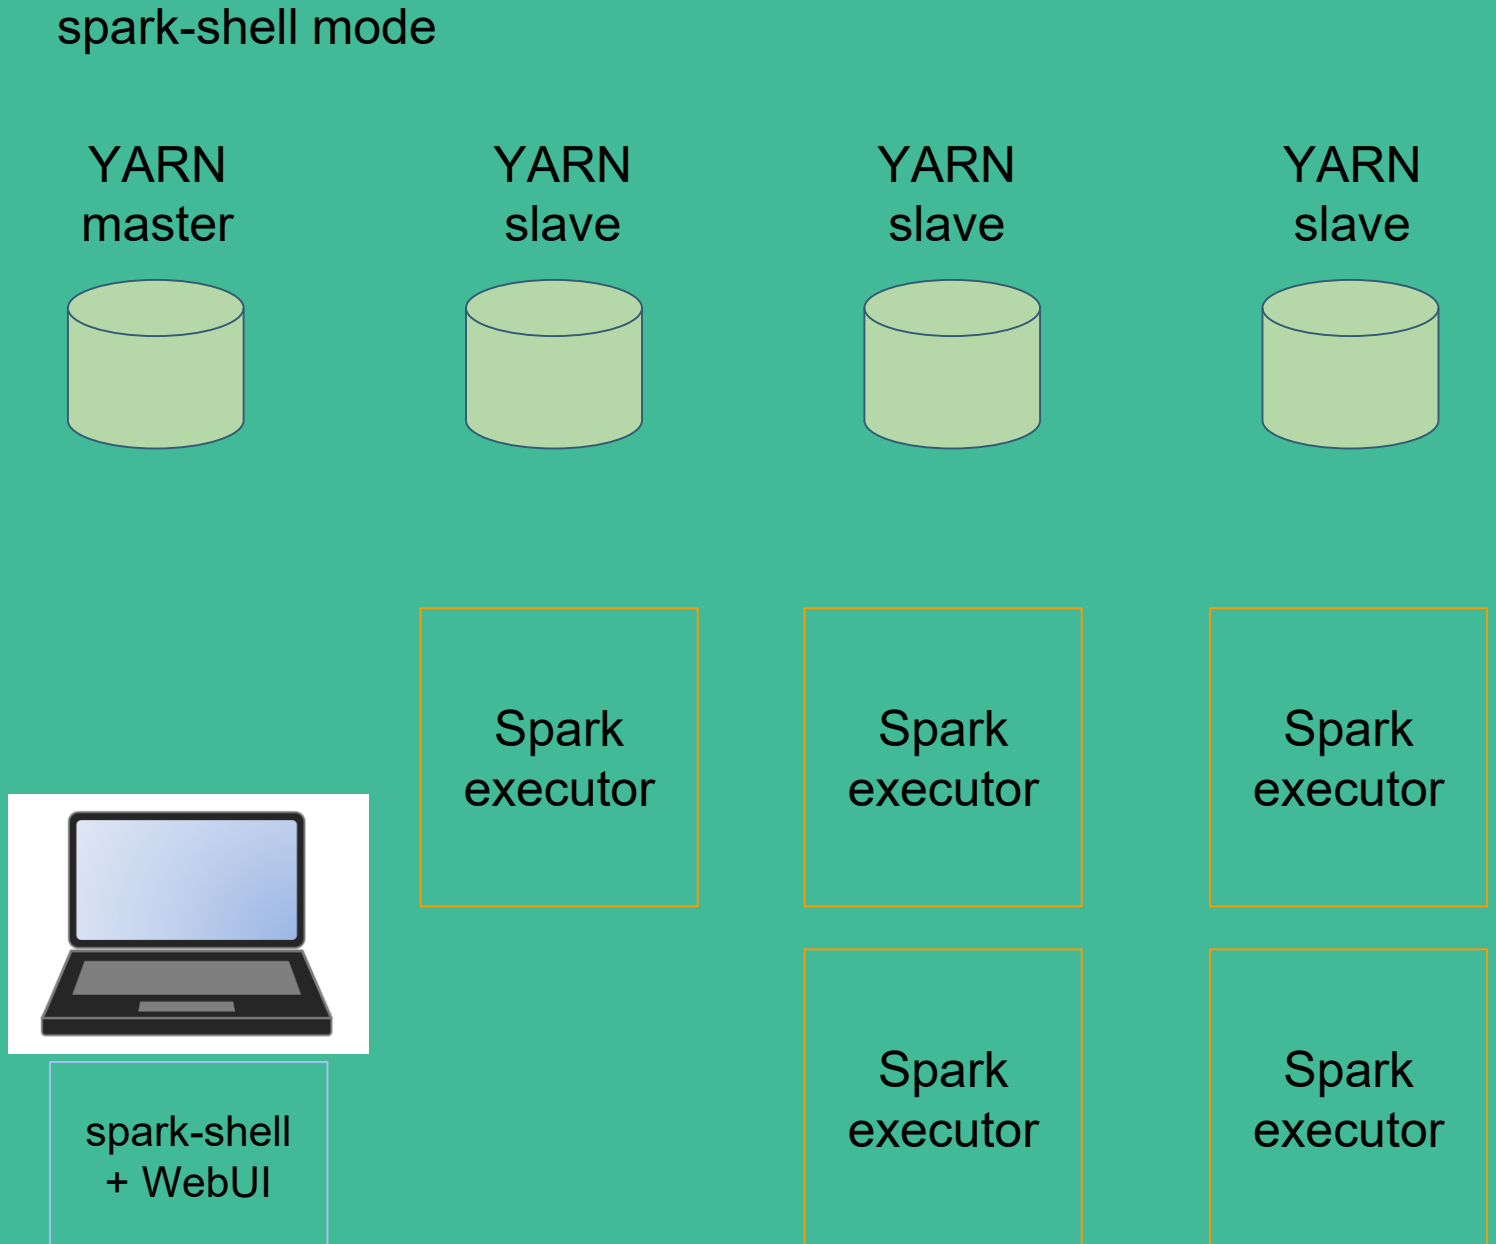 spark-shell mode
YARN
master
YARN
slave
YARN
slave
YARN
slave
Spark
executor
Spark
executor
Spark
executor
spark-shell
+ WebUI
Spark
executor
Spark
executor